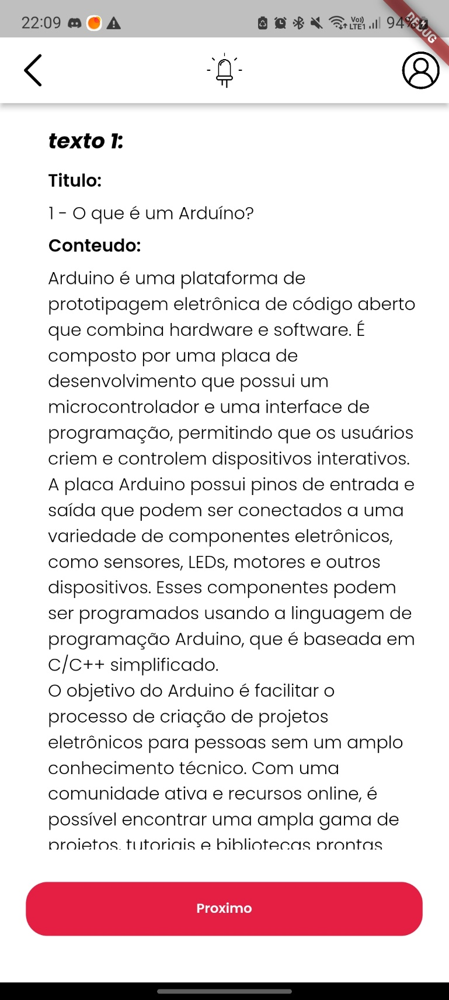 22:09
Vo))
LTE1
94%
DEBUG
texto 1:
Titulo:
1 - O que é um Arduíno?
Conteudo:
Arduino é uma plataforma de
prototipagem eletrônica de código aberto
que combina hardware e software. É
composto por uma placa de
desenvolvimento que possui um
microcontrolador e uma interface de
programação, permitindo que os usuários
criem e controlem dispositivos interativos.
A placa Arduino possui pinos de entrada e
saída que podem ser conectados a uma
variedade de componentes eletrônicos,
como sensores, LEDs, motores e outros
dispositivos. Esses componentes podem
ser programados usando a linguagem de
programação Arduino, que é baseada em
C/C++ simplificado.
O objetivo do Arduino é facilitar o
processo de criação de projetos
eletrônicos para pessoas sem um amplo
conhecimento técnico. Com uma
comunidade ativa e recursos online, é
possível encontrar uma ampla gama de
projetos, tutoriais e bibliotecas prontas
Proximo